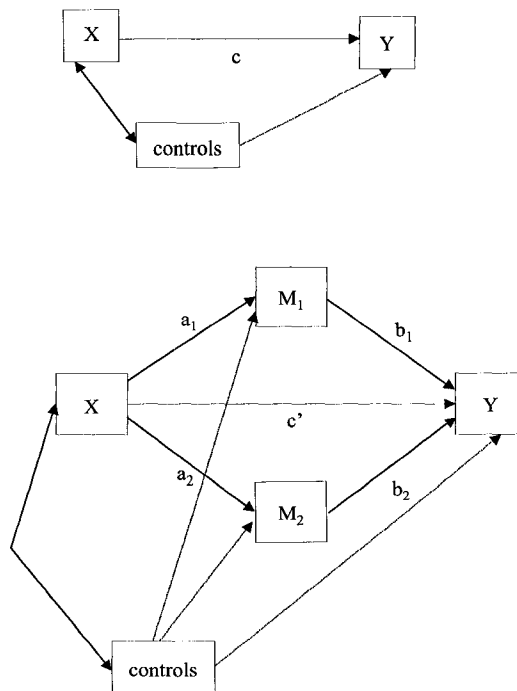 X
Y
c
controls
M₁
a₁
b₁
X
Y
c’
a₂
b₂
M₂
controls